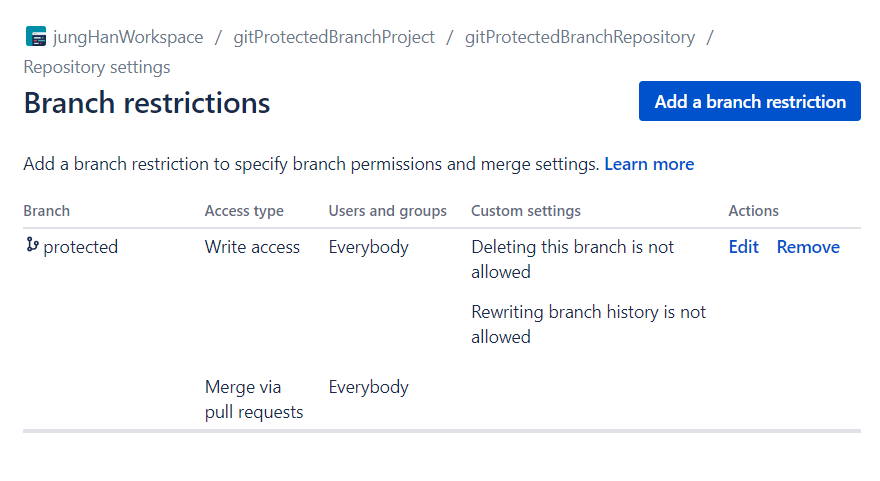 jungHanWorkspace / gitProtectedBranchProject / gitProtectedBranchRepository /
Repository settings
Branch restrictions
Add a branch restriction
Add a branch restriction to specify branch permissions and merge settings. Learn more
Branch Access type Users and groups Custom settings Actions
protected Write access Everybody Deleting this branch is not Edit Remove
allowed
Rewriting branch history is not
allowed
Merge via Everybody
pull requests